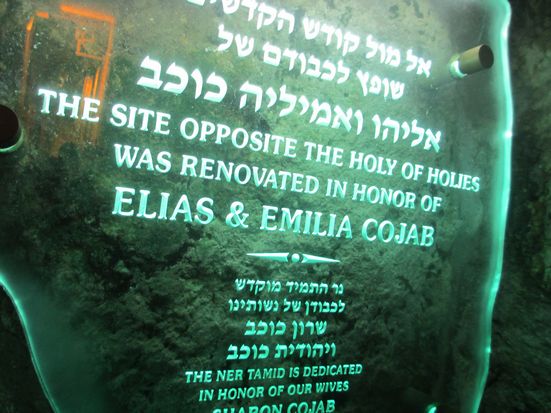 אל מול קודש הקדשים
שופץ לכבודם של
אליהו ואמיליה כוכב
THE SITE OPPOSITE THE HOLY OF HOLIES
WAS RENOVATED IN HONOR OF
ELIAS & EMILIA COJAB
נר התמיד מוקדש
לכבודן של נשותינו
שרון כוכב
ויהודית כוכב
THE NER TAMID IS DEDICATED
IN HONOR OF OUR WIVES
SHARON COJAB